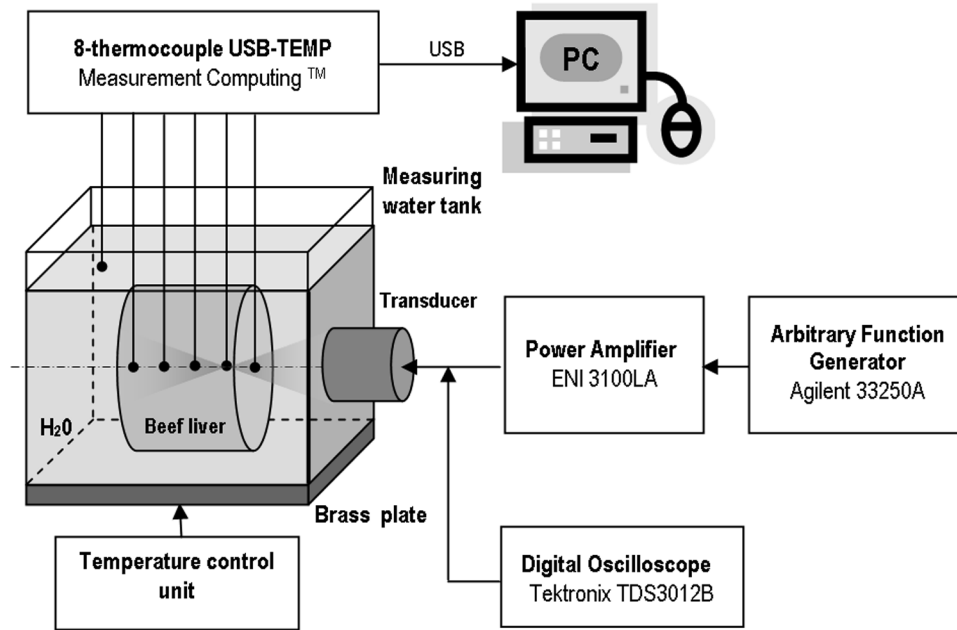 8-thermocouple USB-TEMP
Measurement Computing ™
USB
PC
Measuring
water tank
Transducer
Power Amplifier
ENI 3100LA
Arbitrary Function
Generator
Agilent 33250A
H₂0
Beef liver
Brass plate
Temperature control
unit
Digital Oscilloscope
Tektronix TDS3012B